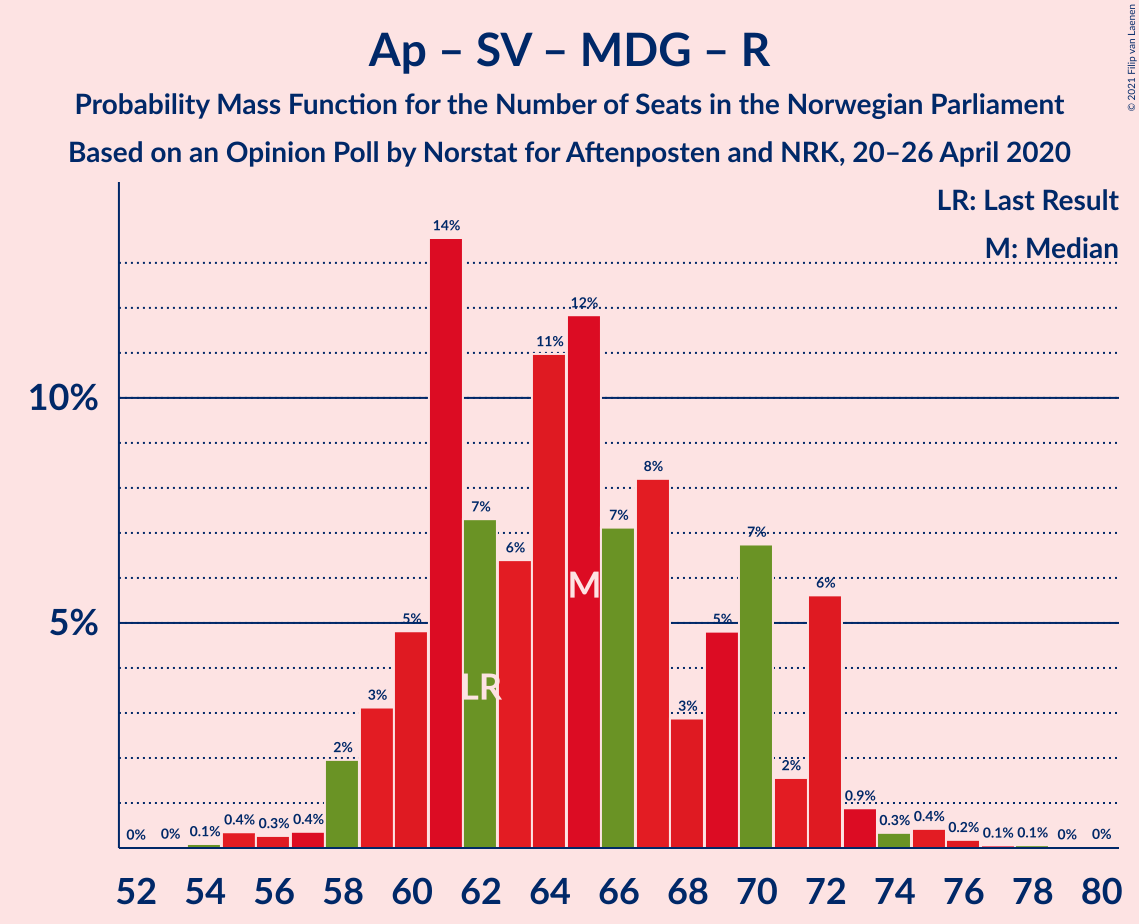 Ap – SV – MDG – R
Probability Mass Function for the Number of Seats in the Norwegian Parliament
Based on an Opinion Poll by Norstat for Aftenposten and NRK, 20–26 April 2020
© 2021 Filip van Laenen
LR: Last Result
M: Median
10%
5%
0% 0% 0.1% 0.4% 0.3% 0.4% 2% 3% 5% 14% 7% 6% 11% 12% 7% 8% 3% 5% 7% 2% 6% 0.9% 0.3% 0.4% 0.2% 0.1% 0.1% 0% 0%
M
LR
52 54 56 58 60 62 64 66 68 70 72 74 76 78 80